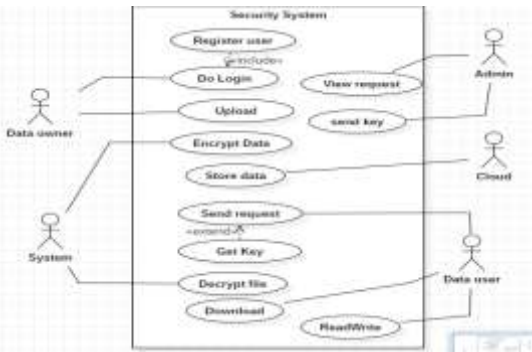 Security System
Register user
«include»
Do Login
View request
Admin
Upload
send key
Data owner
Encrypt Data
Store data
Cloud
Send request
«extend»
Get Key
System
Decrypt file
Data user
Download
ReadWrite